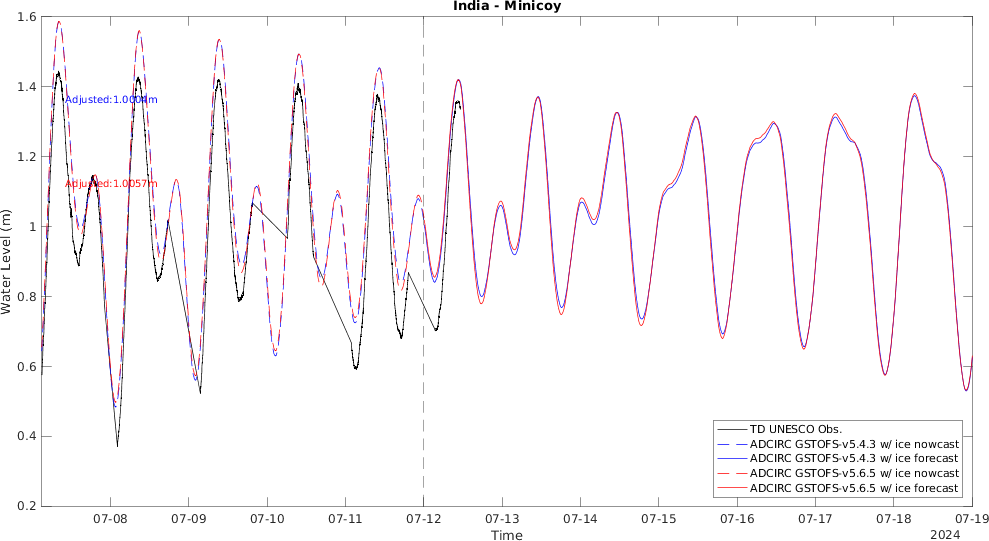 India - Minicoy
1.6
1.4
1.2
1
0.8
0.6
0.4
0.2
Water Level (m)
Adjusted:1.0004m
Adjusted:1.0057m
TD UNESCO Obs.
ADCIRC GSTOFS-v5.4.3 w/ ice nowcast
ADCIRC GSTOFS-v5.4.3 w/ ice forecast
ADCIRC GSTOFS-v5.6.5 w/ ice nowcast
ADCIRC GSTOFS-v5.6.5 w/ ice forecast
07-08 07-09 07-10 07-11 07-12 07-13 07-14 07-15 07-16 07-17 07-18 07-19
Time
2024